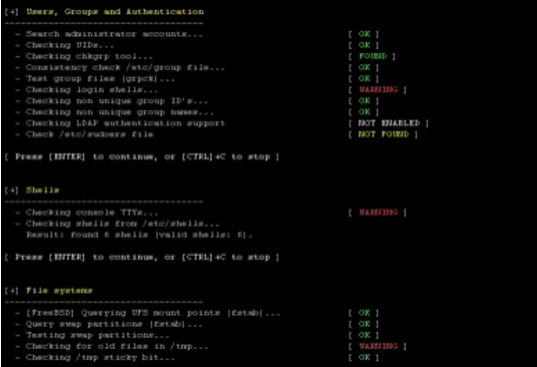 [+] Users, Groups and Authentication
------------------------------------
- Search administrator accounts... [ OK ]
- Checking UIDs... [ OK ]
- Checking chkgrp tool... [ FOUND ]
- Consistency check /etc/group file... [ OK ]
- Test group files (grpck)... [ OK ]
- Checking login shells... [ WARNING ]
- Checking non unique group ID's... [ OK ]
- Checking non unique group names... [ OK ]
- Checking LDAP authentication support [ NOT ENABLED ]
- Check /etc/sudoers file [ NOT FOUND ]
[ Press [ENTER] to continue, or [CTRL]+C to stop ]
[+] Shells
------------------------------------
- Checking console TTYs... [ WARNING ]
- Checking shells from /etc/shells...
Result: found 6 shells (valid shells: 6).
[ Press [ENTER] to continue, or [CTRL]+C to stop ]
[+] File systems
------------------------------------
- [FreeBSD] Querying UFS mount points (fstab)... [ OK ]
- Query swap partitions (fstab)... [ OK ]
- Testing swap partitions... [ OK ]
- Checking for old files in /tmp... [ WARNING ]
- Checking /tmp sticky bit... [ OK ]